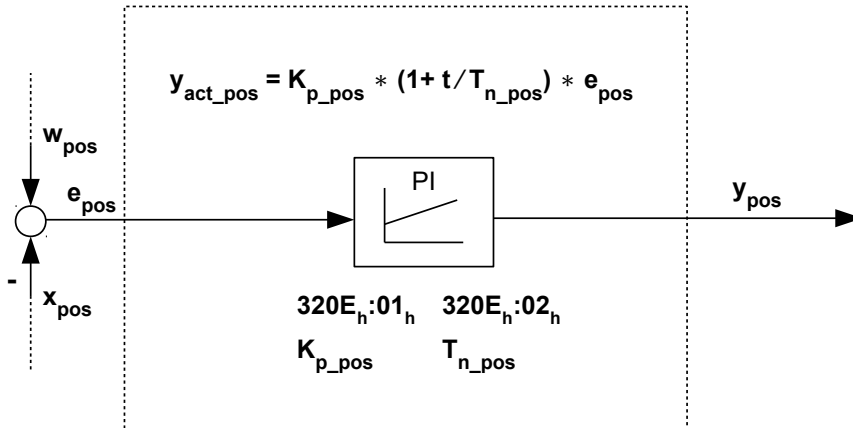 y_act_pos = K_p_pos * (1+ t/T_n_pos) * e_pos
w_pos
PI
e_pos
y_pos
-
x_pos
320E_h:01_h 320E_h:02_h
K_p_pos T_n_pos